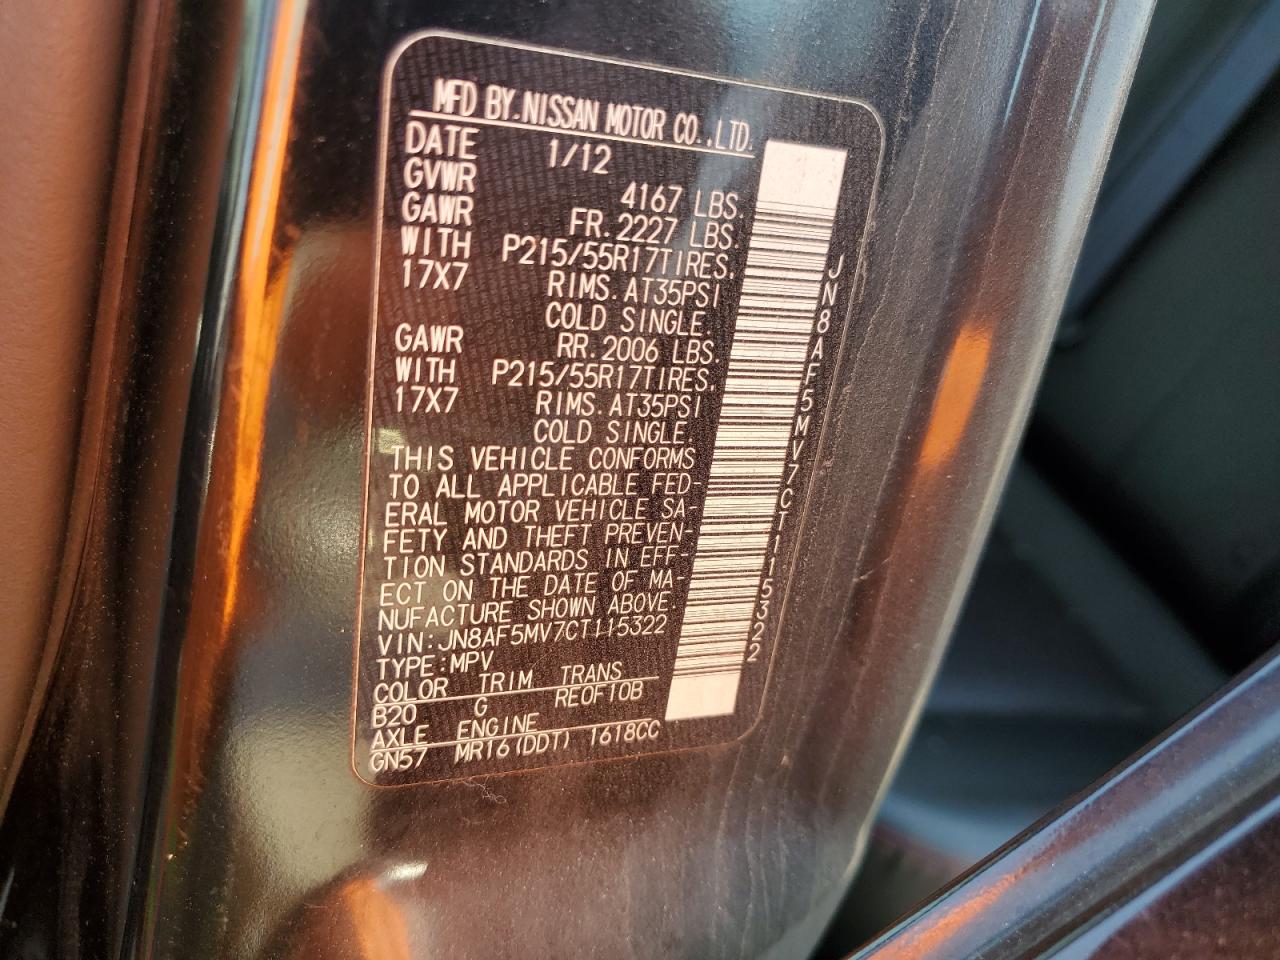 MFD BY.NISSAN MOTOR CO.,LTD.
DATE 1/12
GVWR 4167 LBS.
GAWR FR.2227 LBS.
WITH P215/55R17TIRES.
17X7 RIMS.AT35PSI
COLD SINGLE.
GAWR RR.2006 LBS.
WITH P215/55R17TIRES.
17X7 RIMS.AT35PSI
COLD SINGLE.
THIS VEHICLE CONFORMS
TO ALL APPLICABLE FED-
ERAL MOTOR VEHICLE SA-
FETY AND THEFT PREVEN-
TION STANDARDS IN EFF-
ECT ON THE DATE OF MA-
NUFACTURE SHOWN ABOVE.
VIN:JN8AF5MV7CT115322
TYPE:MPV
COLOR TRIM TRANS
B20 G RE0F10B
AXLE ENGINE
GN57 MR16(DDT) 1618CC
JN8AF5MV7CT115322